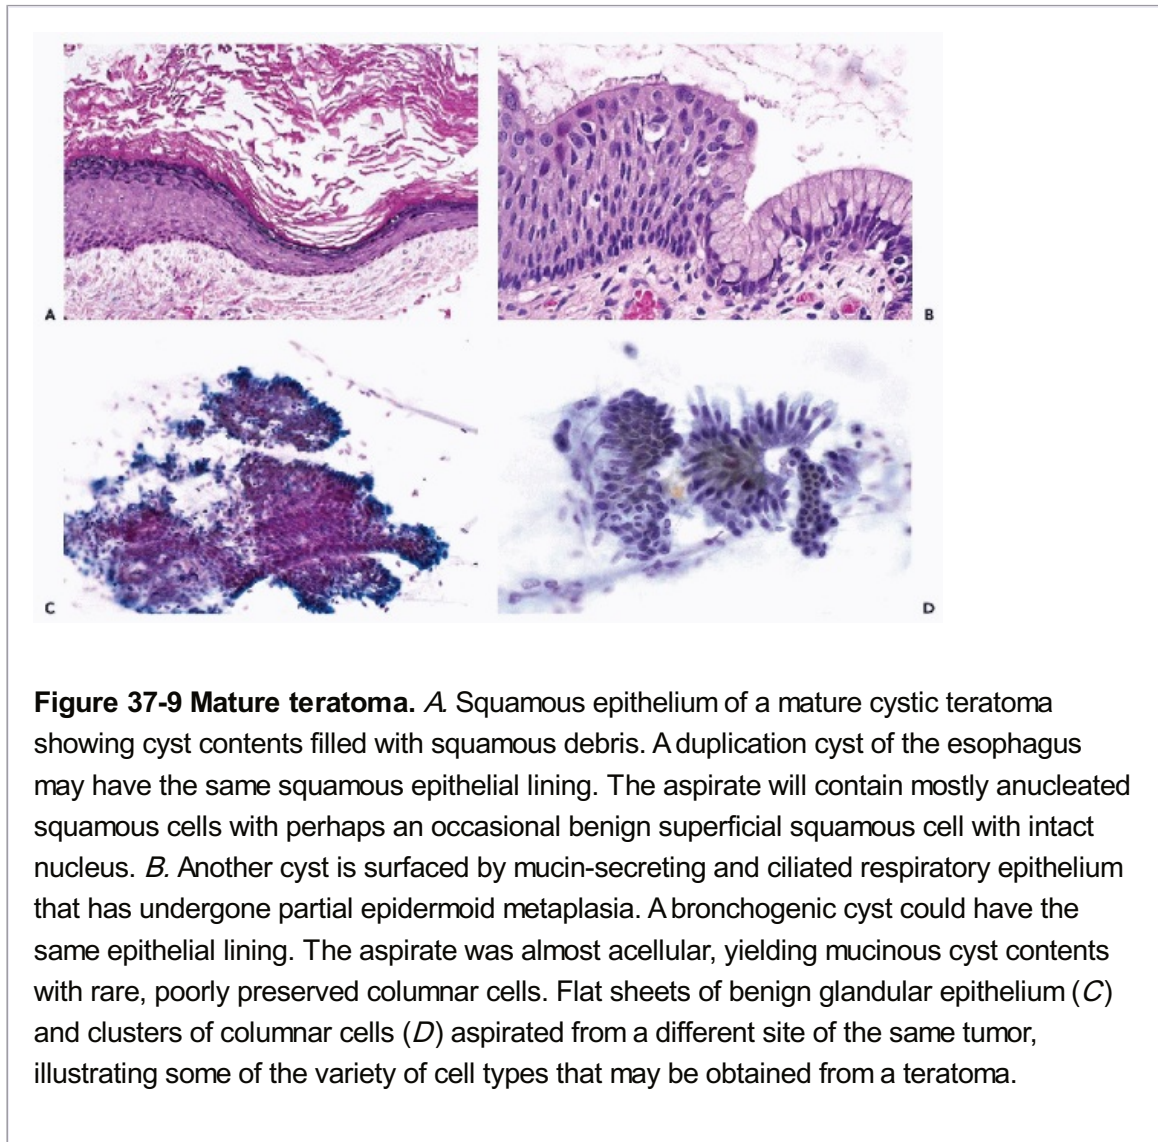 A
B
C
D
Figure 37-9 Mature teratoma. A. Squamous epithelium of a mature cystic teratoma
showing cyst contents filled with squamous debris. A duplication cyst of the esophagus
may have the same squamous epithelial lining. The aspirate will contain mostly anucleated
squamous cells with perhaps an occasional benign superficial squamous cell with intact
nucleus. B. Another cyst is surfaced by mucin-secreting and ciliated respiratory epithelium
that has undergone partial epidermoid metaplasia. A bronchogenic cyst could have the
same epithelial lining. The aspirate was almost acellular, yielding mucinous cyst contents
with rare, poorly preserved columnar cells. Flat sheets of benign glandular epithelium (C)
and clusters of columnar cells (D) aspirated from a different site of the same tumor,
illustrating some of the variety of cell types that may be obtained from a teratoma.